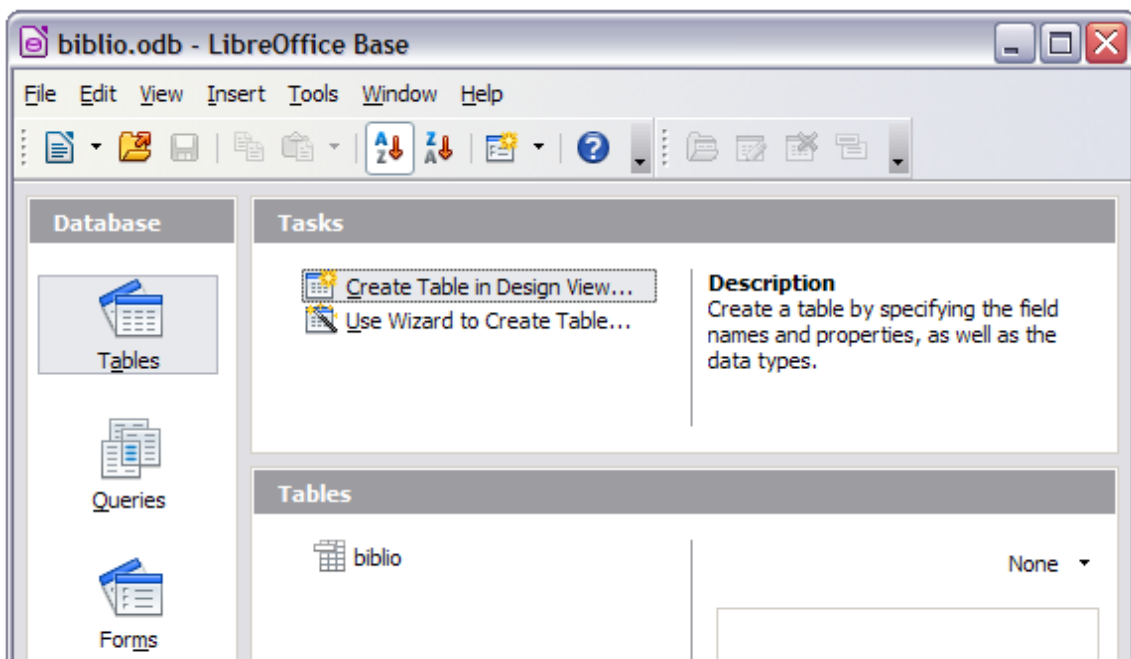 biblio.odb - LibreOffice Base
File Edit View Insert Tools Window Help
Database
Tasks
Create Table in Design View...
Use Wizard to Create Table...
Description
Create a table by specifying the field
names and properties, as well as the
data types.
Tables
Queries
Forms
Tables
biblio
None